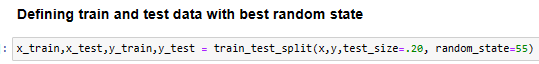 Defining train and test data with best random state
: x_train,x_test,y_train,y_test = train_test_split(x,y,test_size=.20, random_state=55)